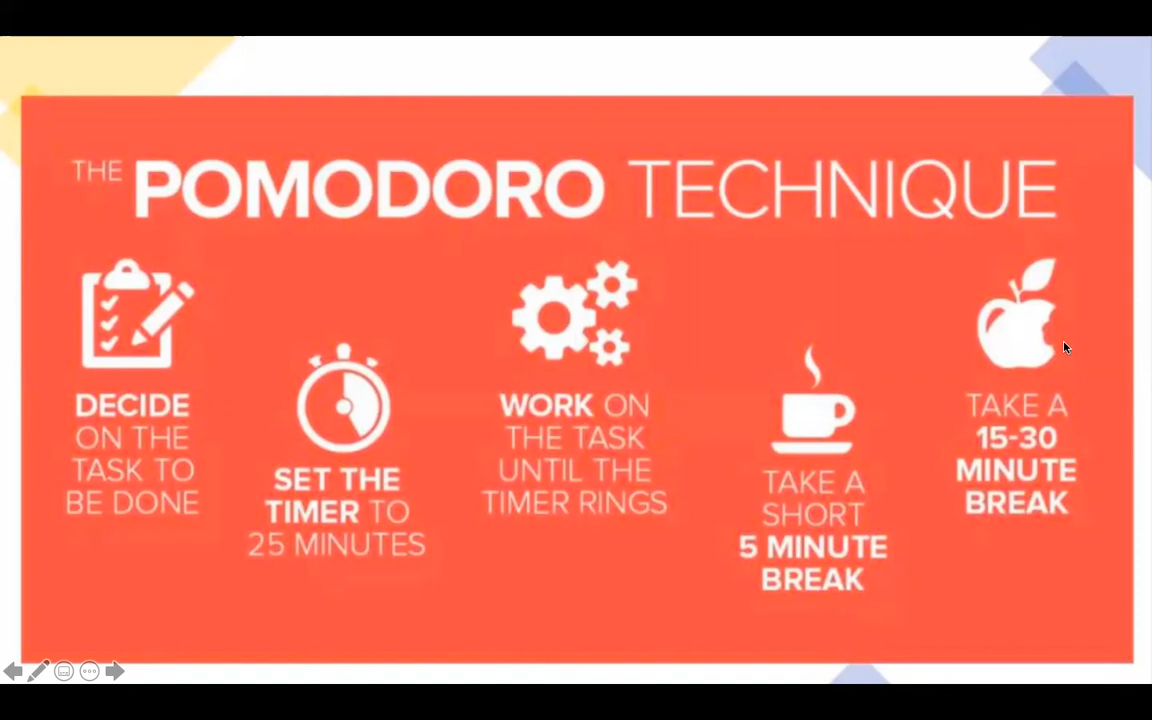 THE POMODORO TECHNIQUE
DECIDE
ON THE
TASK TO
BE DONE
SET THE
TIMER TO
25 MINUTES
WORK ON
THE TASK
UNTIL THE
TIMER RINGS
TAKE A
SHORT
5 MINUTE
BREAK
TAKE A
15-30
MINUTE
BREAK